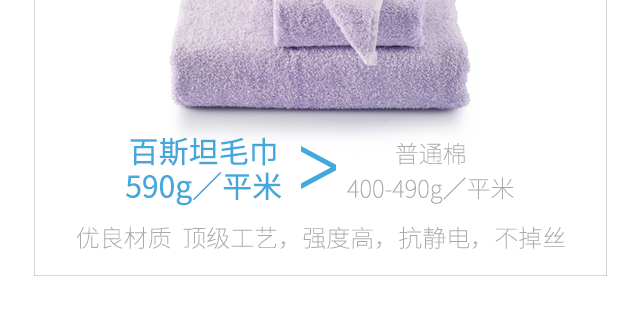 百斯坦毛巾
590g／平米
>
普通棉
400-490g／平米
优良材质 顶级工艺，强度高，抗静电，不掉丝